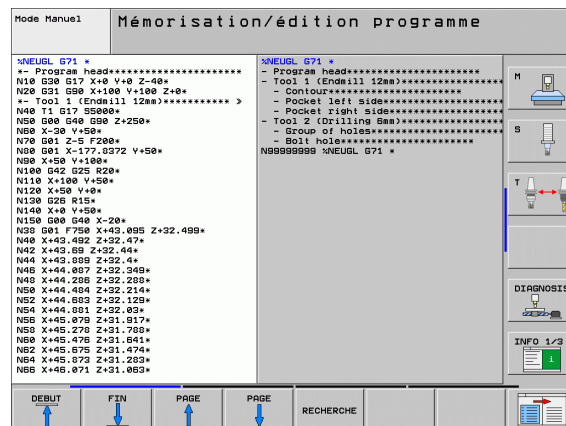 Mode Manuel
Mémorisation/édition programme
%NEUGL G71 *
*- Program head**********************
N10 G30 G17 X+0 Y+0 Z-40*
N20 G31 G90 X+100 Y+100 Z+0*
*- Tool 1 (Endmill 12mm)*********** »
N40 T1 G17 S5000*
N50 G00 G40 G90 Z+250*
N60 X-30 Y+50*
N70 G01 Z-5 F200*
N80 G01 X-177.8372 Y+50*
N90 X+50 Y+100*
N100 G42 G25 R20*
N110 X+100 Y+50*
N120 X+50 Y+0*
N130 G26 R15*
N140 X+0 Y+50*
N150 G00 G40 X-20*
N38 G01 F750 X+43.095 Z+32.499*
N40 X+43.492 Z+32.47*
N42 X+43.69 Z+32.44*
N44 X+43.889 Z+32.4*
N46 X+44.087 Z+32.349*
N48 X+44.286 Z+32.288*
N50 X+44.484 Z+32.214*
N52 X+44.683 Z+32.129*
N54 X+44.881 Z+32.03*
N56 X+45.079 Z+31.917*
N58 X+45.278 Z+31.788*
N60 X+45.476 Z+31.641*
N62 X+45.675 Z+31.474*
N64 X+45.873 Z+31.283*
N66 X+46.071 Z+31.063*
%NEUGL G71 *
- Program head**********************
- Tool 1 (Endmill 12mm)*****************
- Contour**********************
- Pocket left side*****************
- Pocket right side****************
- Tool 2 (Drilling 6mm)*****************
- Group of holes*******************
- Bolt hole**********************
N99999999 %NEUGL G71 *
M
S
T
DIAGNOSIS
INFO 1/3
i
DEBUT
FIN
PAGE
PAGE
RECHERCHE